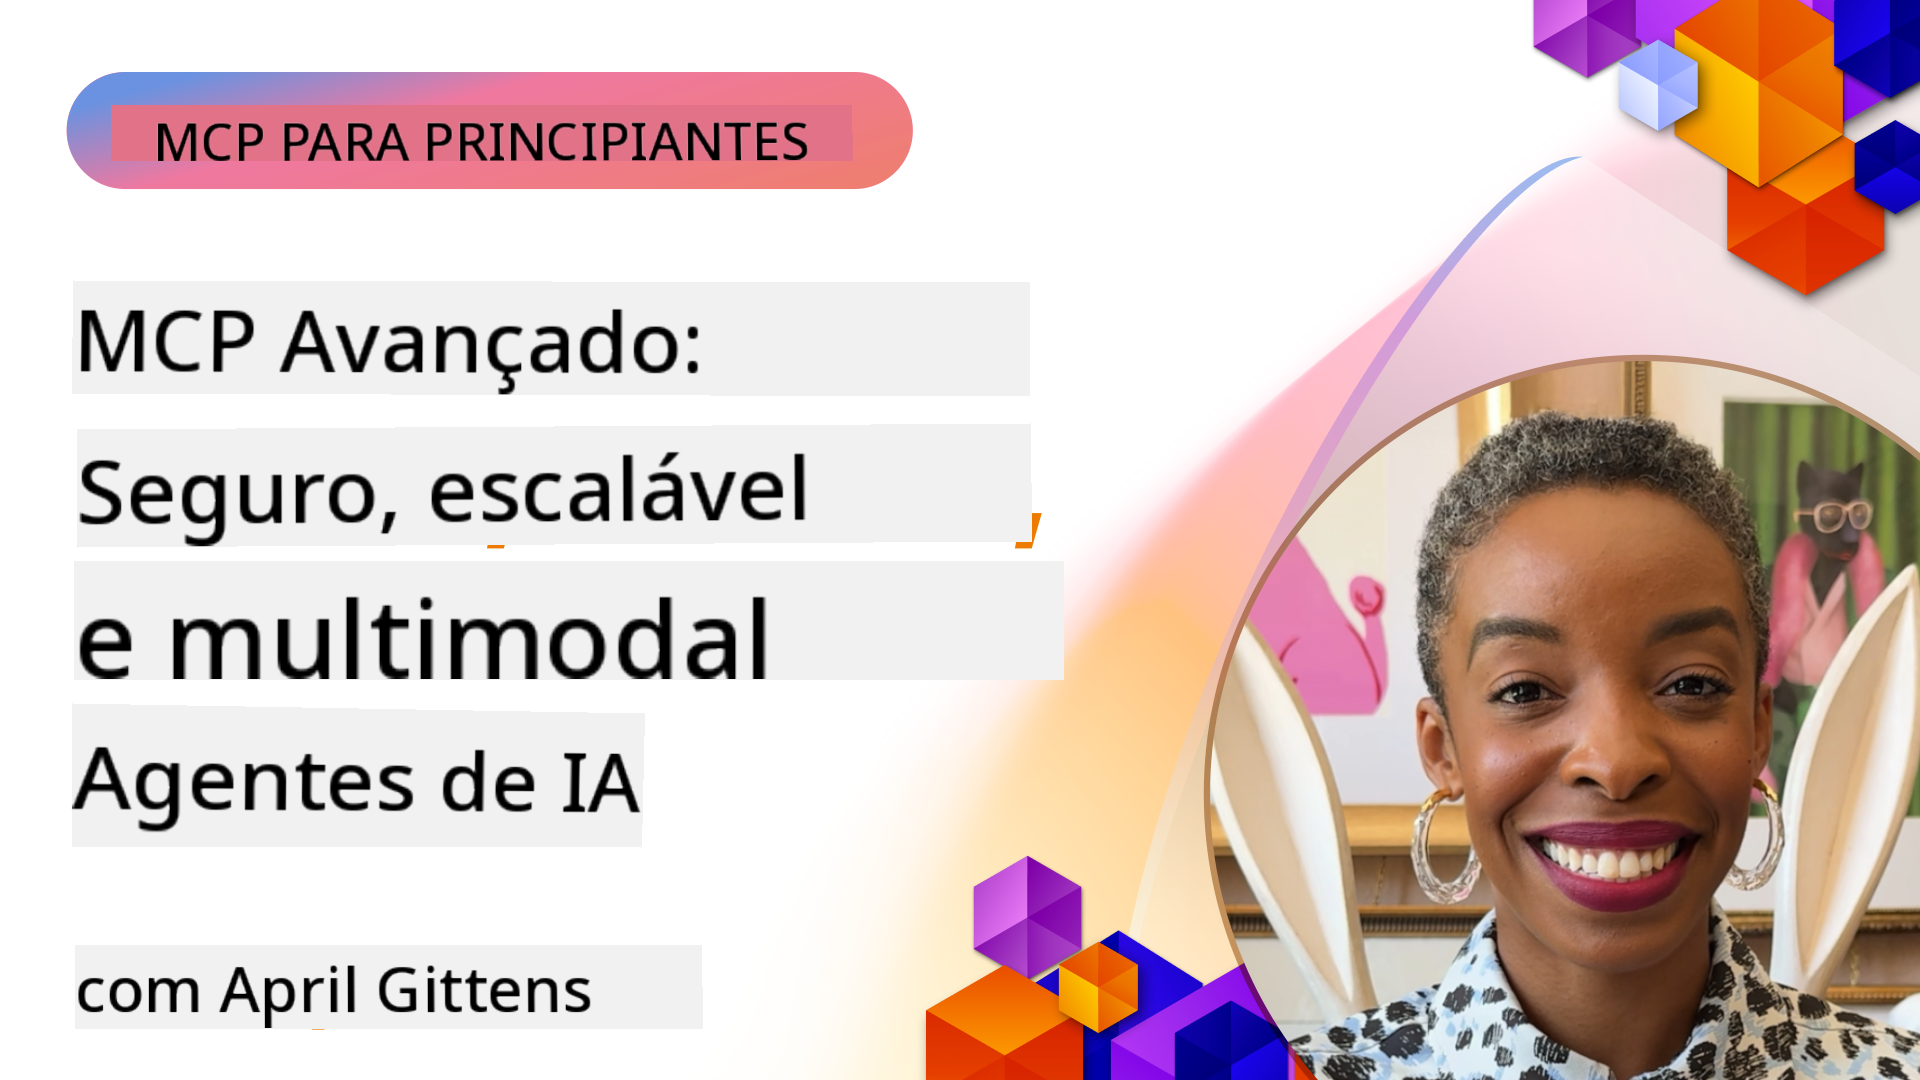 MCP PARA PRINCIPIANTES
MCP Avançado:
Seguro, escalável
e multimodal
Agentes de IA
com April Gittens